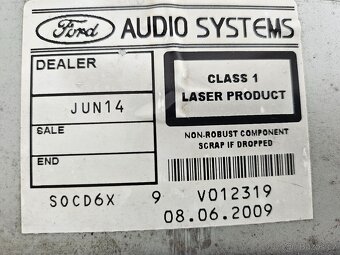 Ford AUDIO SYSTEMS
DEALER
JUN14
SALE
END
CLASS 1
LASER PRODUCT
NON-ROBUST COMPONENT
SCRAP IF DROPPED
SOCD6X 9 V012319
08.06.2009